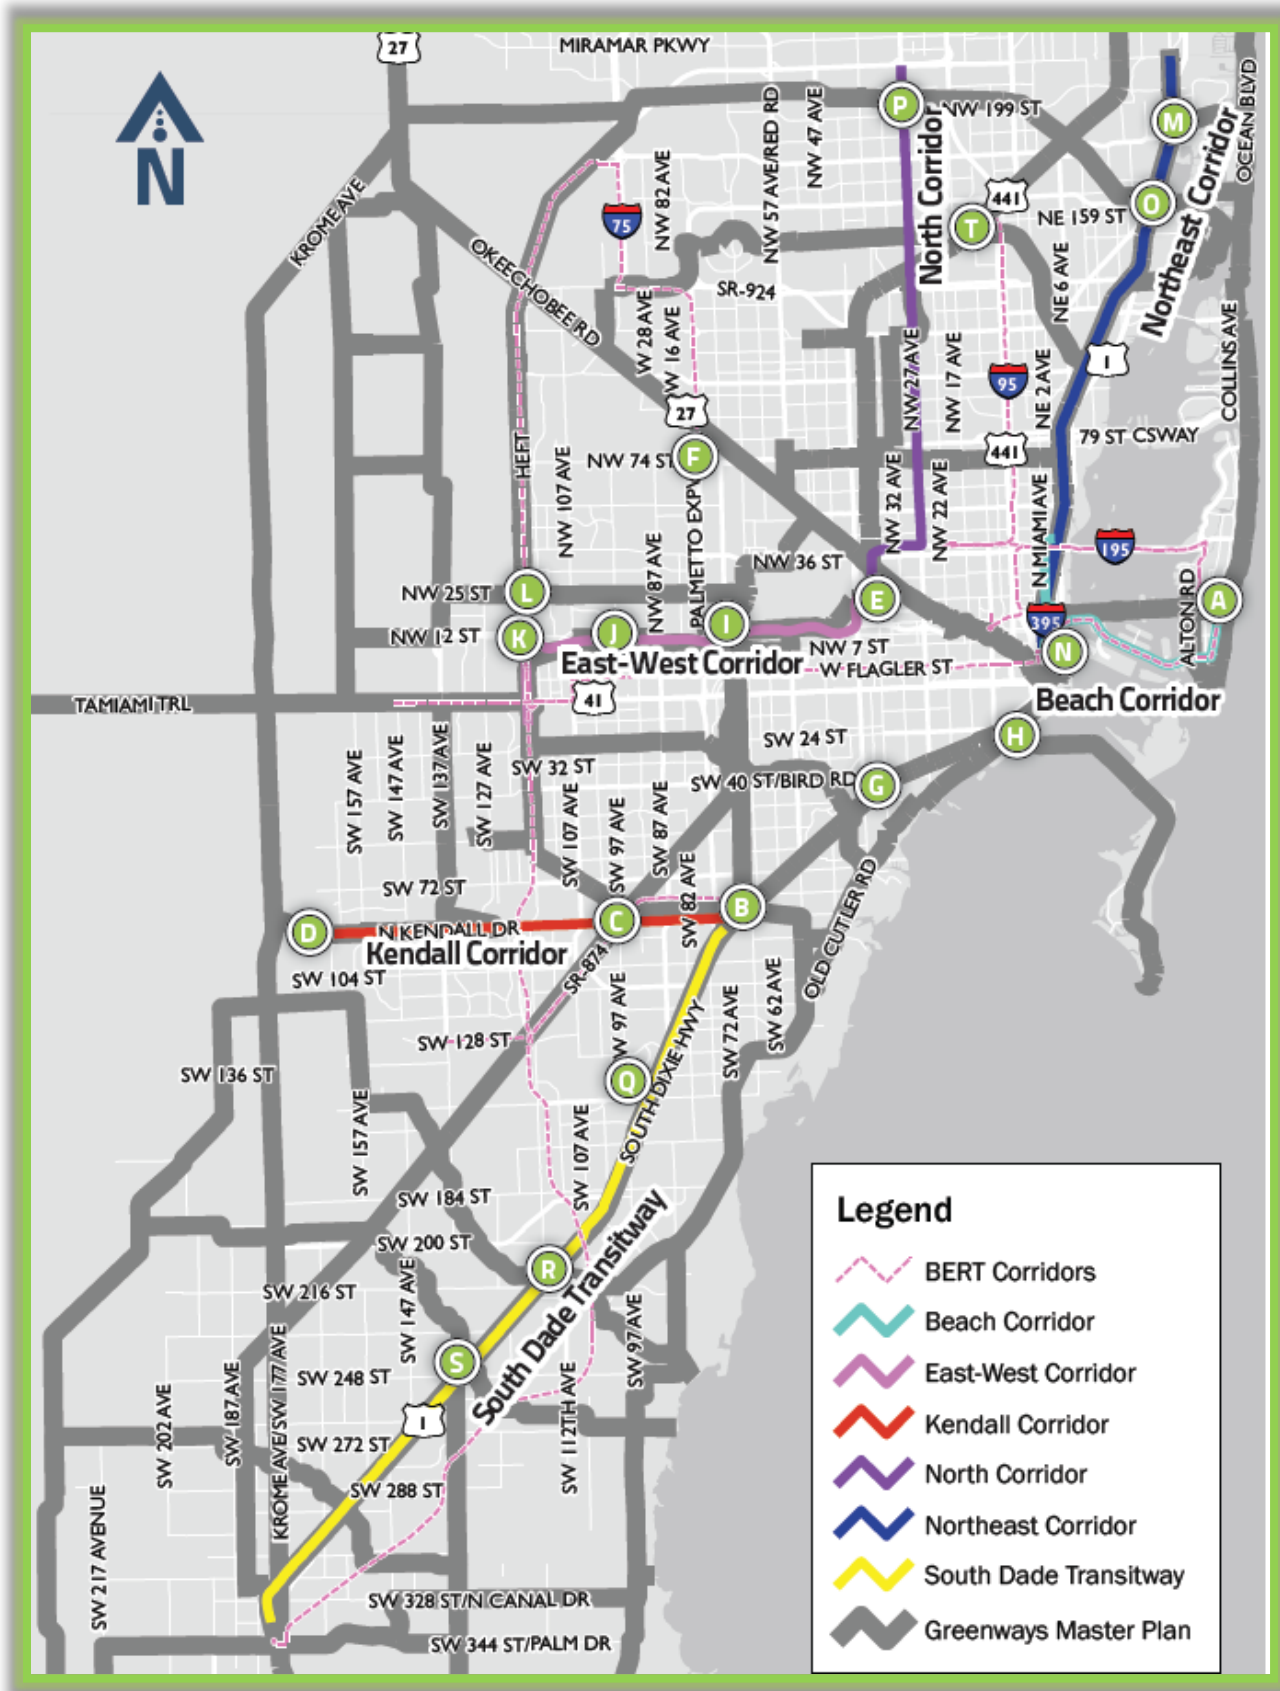 27
MIRAMAR PKWY
N
KROME AVE
OKEECHOBEE RD
75
NW 82 AVE
NW 57 AVE/RED RD
NW 47 AVE
P
NW 199 ST
North Corridor
441
T
NE 159 ST
M
O
Northeast Corridor
OCEAN BLVD
SR-924
W 28 AVE
W 16 AVE
27
NE 6 AVE
1
COLLINS AVE
NW 27 AVE
NW 17 AVE
95
NE 2 AVE
441
79 ST CSWAY
HEFT
NW 107 AVE
NW 74 ST
F
PALMETTO EXPY
NW 32 AVE
NW 22 AVE
N MIAMI AVE
195
NW 87 AVE
NW 36 ST
NW 25 ST
L
NW 12 ST
K
J
I
E
395
N
ALTON RD
A
East-West Corridor
NW 7 ST
W FLAGLER ST
Beach Corridor
TAMIAMI TRL
41
H
SW 24 ST
SW 32 ST
SW 40 ST/BIRD RD
G
SW 157 AVE
SW 147 AVE
SW 137 AVE
SW 127 AVE
SW 107 AVE
SW 97 AVE
SW 87 AVE
SW 82 AVE
SW 72 ST
D
N KENDALL DR
C
B
Kendall Corridor
OLD CUTLER RD
SW 104 ST
SR-874
SW 97 AVE
SW 72 AVE
SW 62 AVE
SW 128 ST
SW 136 ST
Q
SOUTH DIXIE HWY
SW 157 AVE
SW 107 AVE
SW 184 ST
SW 200 ST
R
South Dade Transitway
SW 216 ST
SW 147 AVE
S
SW 97 AVE
SW 248 ST
SW 202 AVE
SW 187 AVE
KROME AVE/SW 177 AVE
1
SW 272 ST
SW 112TH AVE
SW 288 ST
SW 217 AVENUE
SW 328 ST/N CANAL DR
SW 344 ST/PALM DR
Legend
BERT Corridors
Beach Corridor
East-West Corridor
Kendall Corridor
North Corridor
Northeast Corridor
South Dade Transitway
Greenways Master Plan